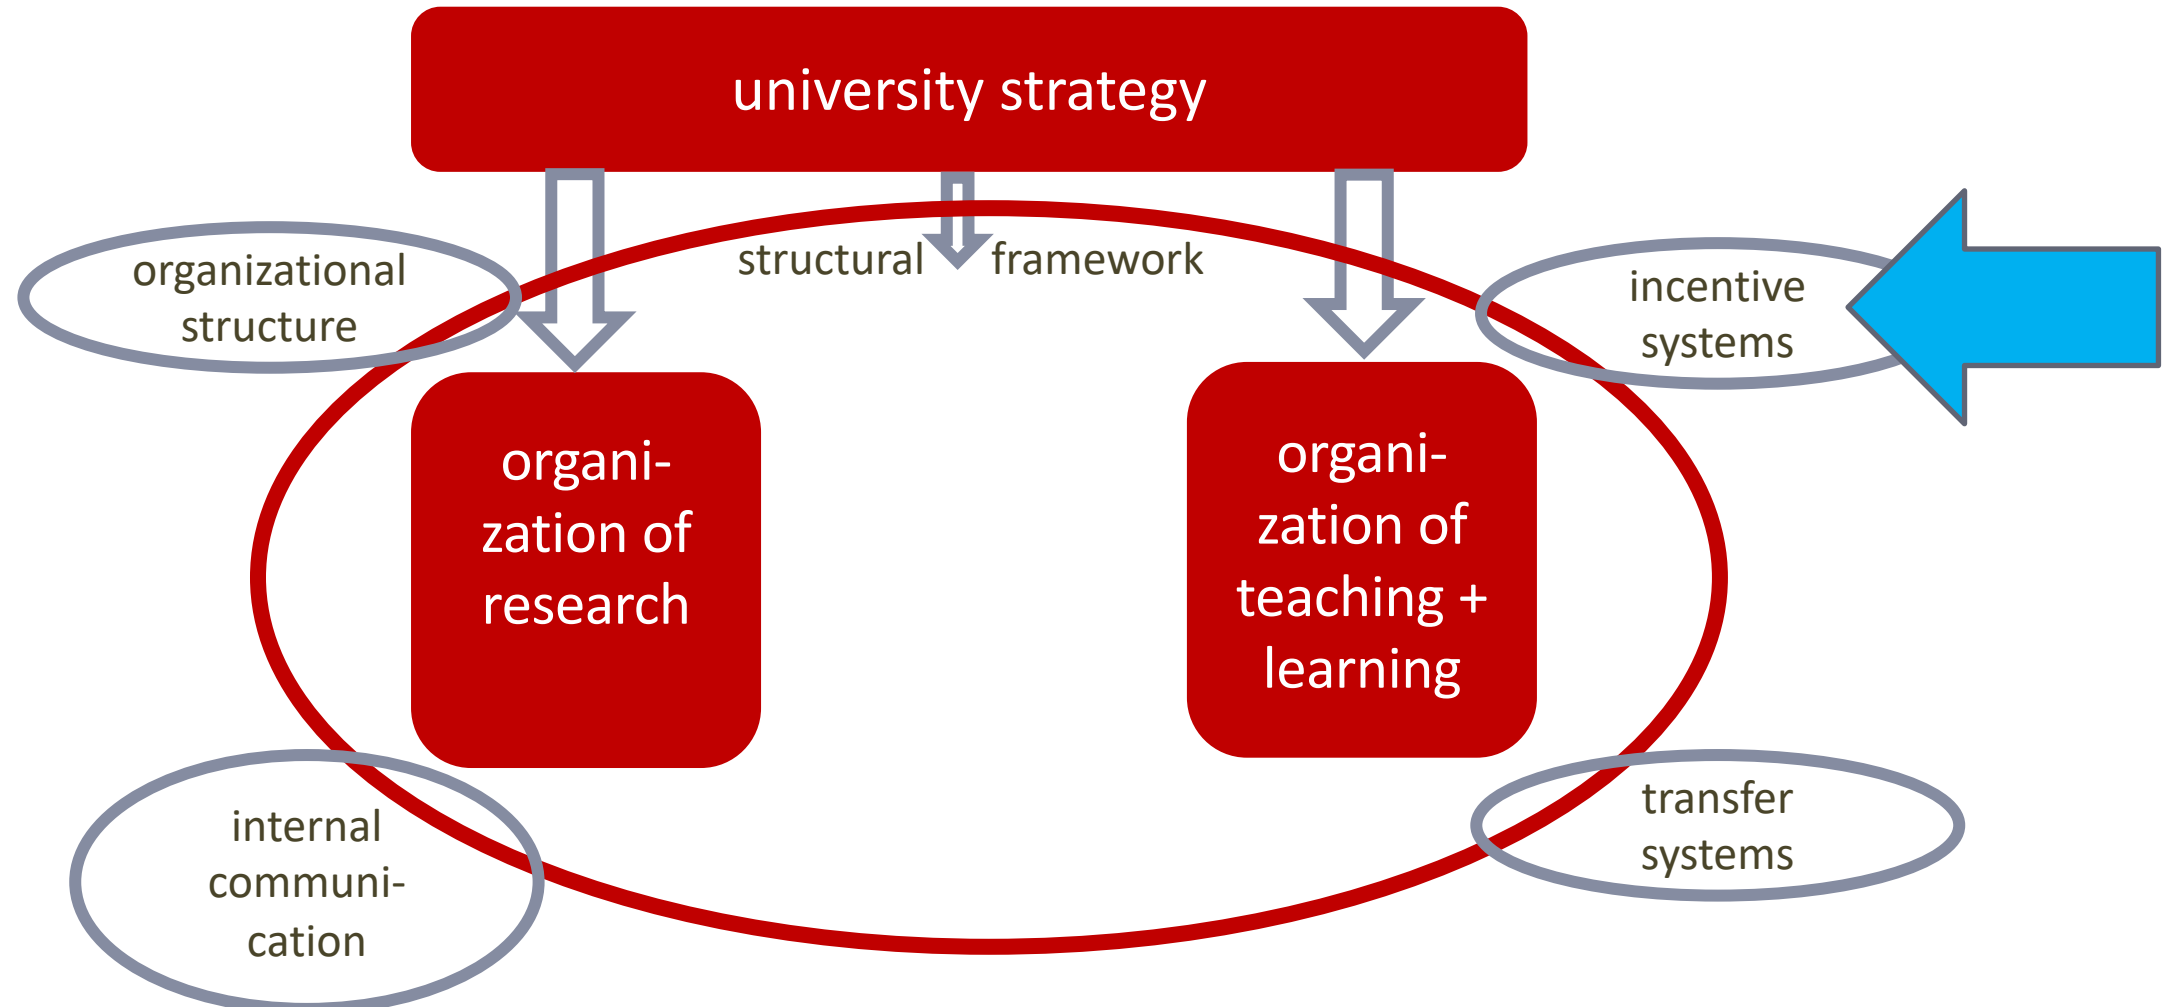 university strategy
structural framework
organizational
structure
incentive
systems
organi-
zation of
research
organi-
zation of
teaching +
learning
internal
communi-
cation
transfer
systems